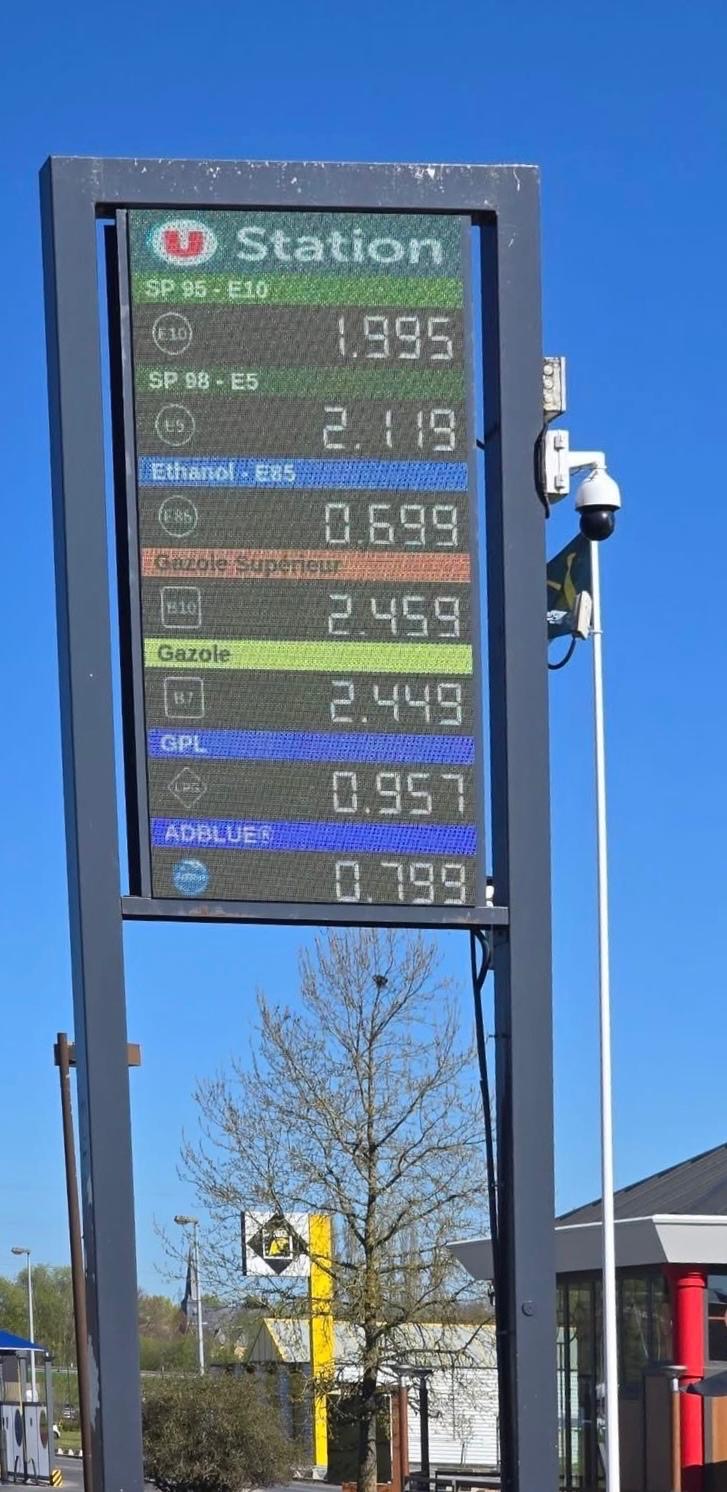 U Station
SP 95 - E10
E10 1.995
SP 98 - E5
E5 2.119
Ethanol - E85
E85 0.699
Gazole Supérieur
B10 2.459
Gazole
B7 2.449
GPL
LPG 0.957
ADBLUE®
0.799